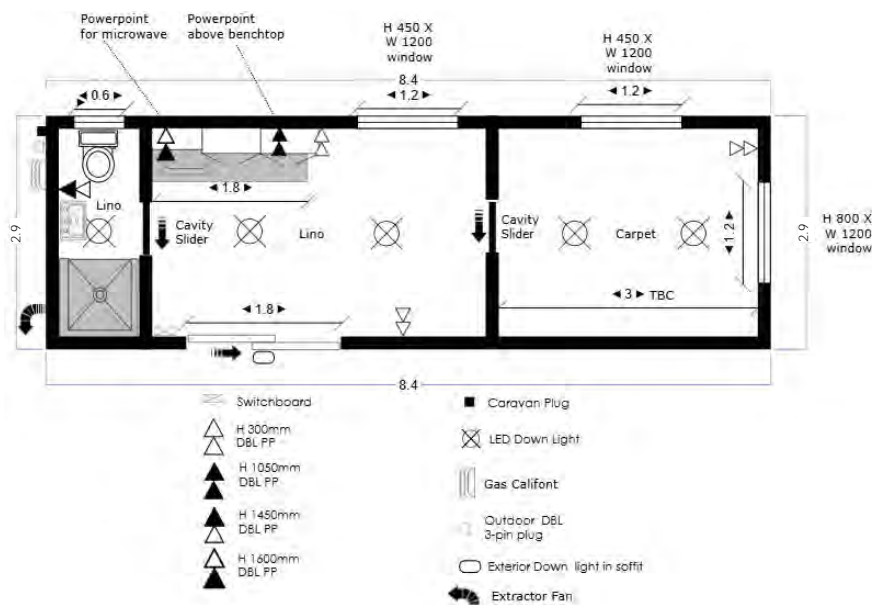 Powerpoint
for microwave
Powerpoint
above benchtop
H 450 X
W 1200
window
H 450 X
W 1200
window
8.4
0.6
1.2
1.2
1.8
Lino
Cavity
Slider
Lino
Cavity
Slider
Carpet
1.2
2.9
2.9
H 800 X
W 1200
window
3 TBC
1.8
8.4
Switchboard
H 300mm
DBL PP
H 1050mm
DBL PP
H 1450mm
DBL PP
H 1600mm
DBL PP
Caravan Plug
LED Down Light
Gas Califont
Outdoor DBL
3-pin plug
Exterior Down light in soffit
Extractor Fan